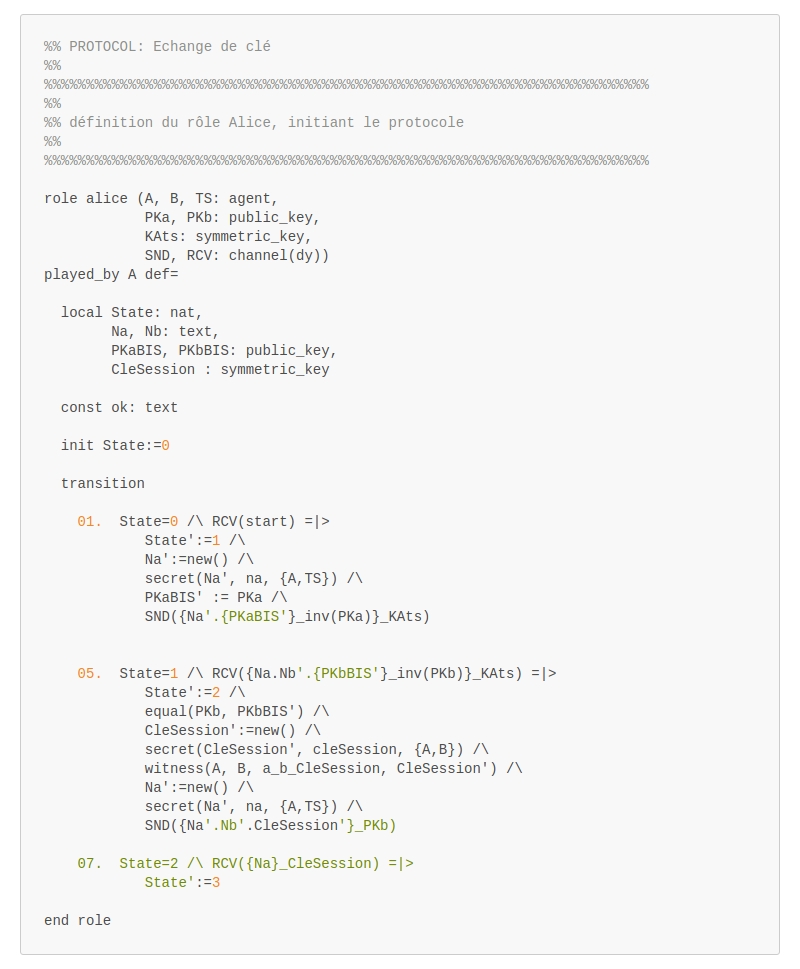 %% PROTOCOL: Echange de clé
%%
%%%%%%%%%%%%%%%%%%%%%%%%%%%%%%%%%%%%%%%%%%%%%%%%%%%%%%%%%%%%%%%%%%%%%%%%%%
%%
%% définition du rôle Alice, initiant le protocole
%%
%%%%%%%%%%%%%%%%%%%%%%%%%%%%%%%%%%%%%%%%%%%%%%%%%%%%%%%%%%%%%%%%%%%%%%%%%%
role alice (A, B, TS: agent,
            PKa, PKb: public_key,
            KAts: symmetric_key,
            SND, RCV: channel(dy))
played_by A def=
  local State: nat,
        Na, Nb: text,
        PKaBIS, PKbBIS: public_key,
        CleSession : symmetric_key
  const ok: text
  init State:=0
  transition
    01.  State=0 /\ RCV(start) =|>
            State':=1 /\
            Na':=new() /\
            secret(Na', na, {A,TS}) /\
            PKaBIS' := PKa /\
            SND({Na'.{PKaBIS'}_inv(PKa)}_KAts)
    05.  State=1 /\ RCV({Na.Nb'.{PKbBIS'}_inv(PKb)}_KAts) =|>
            State':=2 /\
            equal(PKb, PKbBIS') /\
            CleSession':=new() /\
            secret(CleSession', cleSession, {A,B}) /\
            witness(A, B, a_b_CleSession, CleSession') /\
            Na':=new() /\
            secret(Na', na, {A,TS}) /\
            SND({Na'.Nb'.CleSession'}_PKb)
    07.  State=2 /\ RCV({Na}_CleSession) =|>
            State':=3
end role